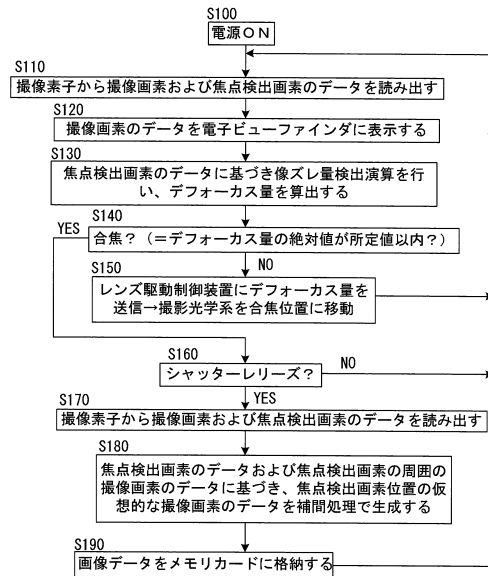 S100
電源ON
S110
撮像素子から撮像画素および焦点検出画素のデータを読み出す
S120
撮像画素のデータを電子ビューファインダに表示する
S130
焦点検出画素のデータに基づき像ズレ量検出演算を行
い、デフォーカス量を算出する
S140
YES
合焦?(=デフォーカス量の絶対値が所定値以内?)
S150
NO
レンズ駆動制御装置にデフォーカス量を
送信→撮影光学系を合焦位置に移動
S160
NO
シャッターレリーズ?
S170
YES
撮像素子から撮像画素および焦点検出画素のデータを読み出す
S180
焦点検出画素のデータおよび焦点検出画素の周囲の
撮像画素のデータに基づき、焦点検出画素位置の仮
想的な撮像画素のデータを補間処理で生成する
S190
画像データをメモリカードに格納する